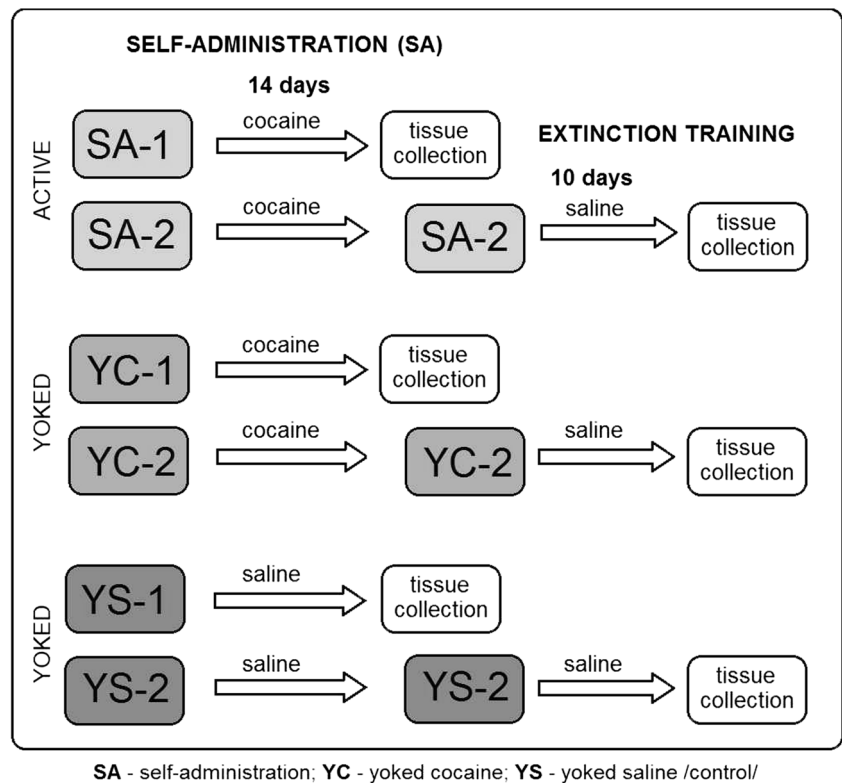 SELF-ADMINISTRATION (SA)
14 days
ACTIVE
SA-1
cocaine
tissue
collection
EXTINCTION TRAINING
10 days
SA-2
cocaine
SA-2
saline
tissue
collection
YOKED
YC-1
cocaine
tissue
collection
YC-2
cocaine
YC-2
saline
tissue
collection
YOKED
YS-1
saline
tissue
collection
YS-2
saline
YS-2
saline
tissue
collection
SA - self-administration; YC - yoked cocaine; YS - yoked saline /control/